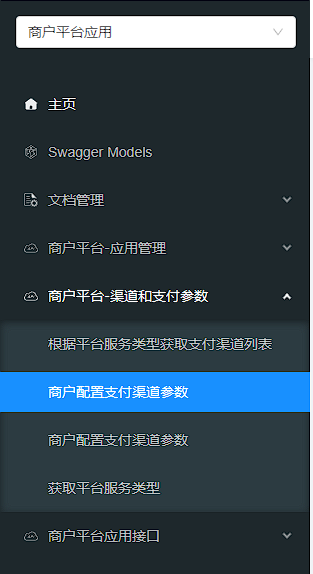 商户平台应用
主页
Swagger Models
文档管理
商户平台-应用管理
商户平台-渠道和支付参数
根据平台服务类型获取支付渠道列表
商户配置支付渠道参数
商户配置支付渠道参数
获取平台服务类型
商户平台应用接口